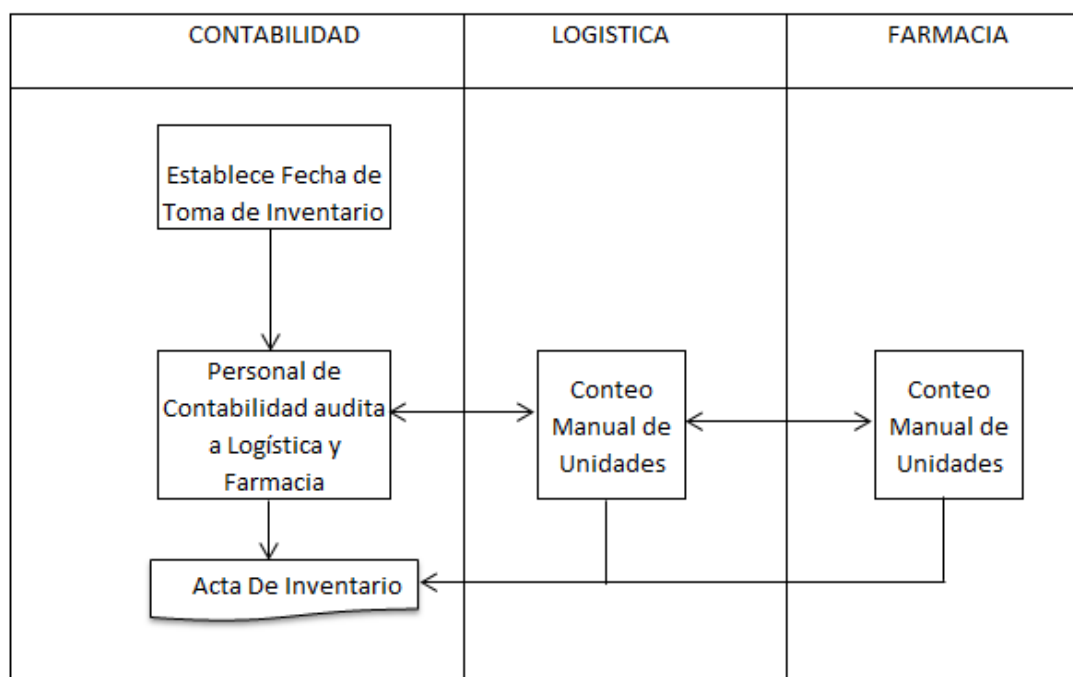 CONTABILIDAD
LOGISTICA
FARMACIA
Establece Fecha de
Toma de Inventario
Personal de
Contabilidad audita
a Logística y
Farmacia
Conteo
Manual de
Unidades
Conteo
Manual de
Unidades
Acta De Inventario